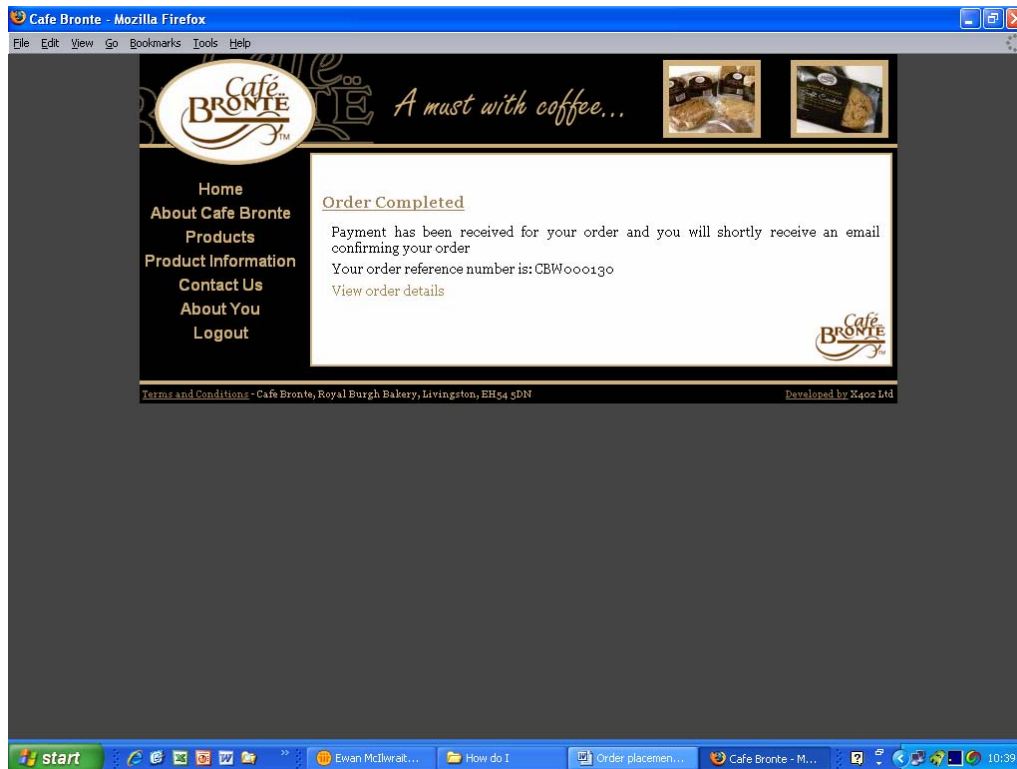 Cafe Bronte - Mozilla Firefox
File Edit View Go Bookmarks Tools Help
Café
BRONTË
TM
A must with coffee...
Home
About Cafe Bronte
Products
Product Information
Contact Us
About You
Logout
Order Completed
Payment has been received for your order and you will shortly receive an email
confirming your order
Your order reference number is: CBW000130
View order details
Café
BRONTË
TM
Terms and Conditions - Cafe Bronte, Royal Burgh Bakery, Livingston, EH54 5DN
Developed by X402 Ltd
start
Ewan McIlwrait...
How do I
Order placemen...
Cafe Bronte - M...
10:39